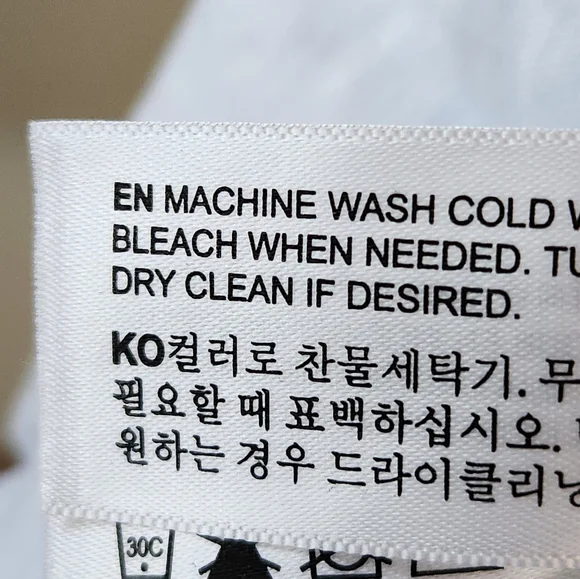 EN MACHINE WASH COLD
BLEACH WHEN NEEDED.
DRY CLEAN IF DESIRED.
KO컬러로 찬물세탁기.
필요할 때 표백하십시오.
원하는 경우 드라이클리닝
30C